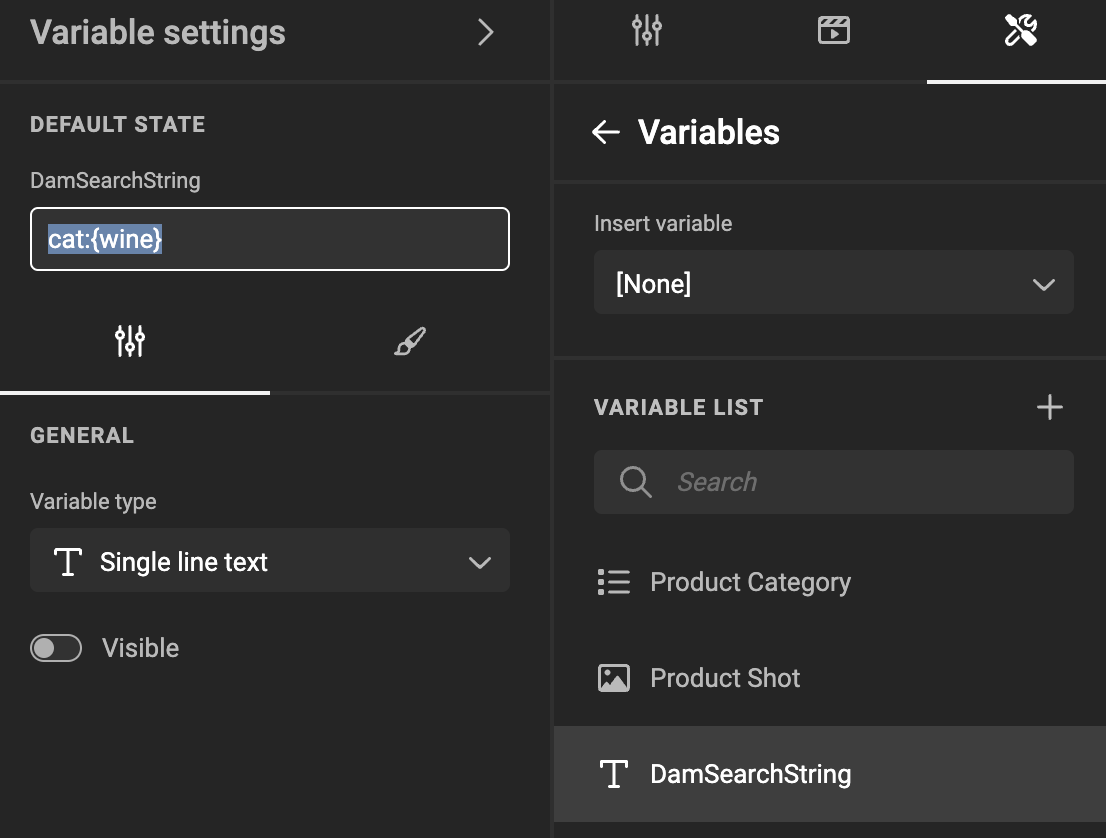 Variable settings
DEFAULT STATE
DamSearchString
cat:{wine}
GENERAL
Variable type
Single line text
Visible
Variables
Insert variable
[None]
VARIABLE LIST
Search
Product Category
Product Shot
DamSearchString